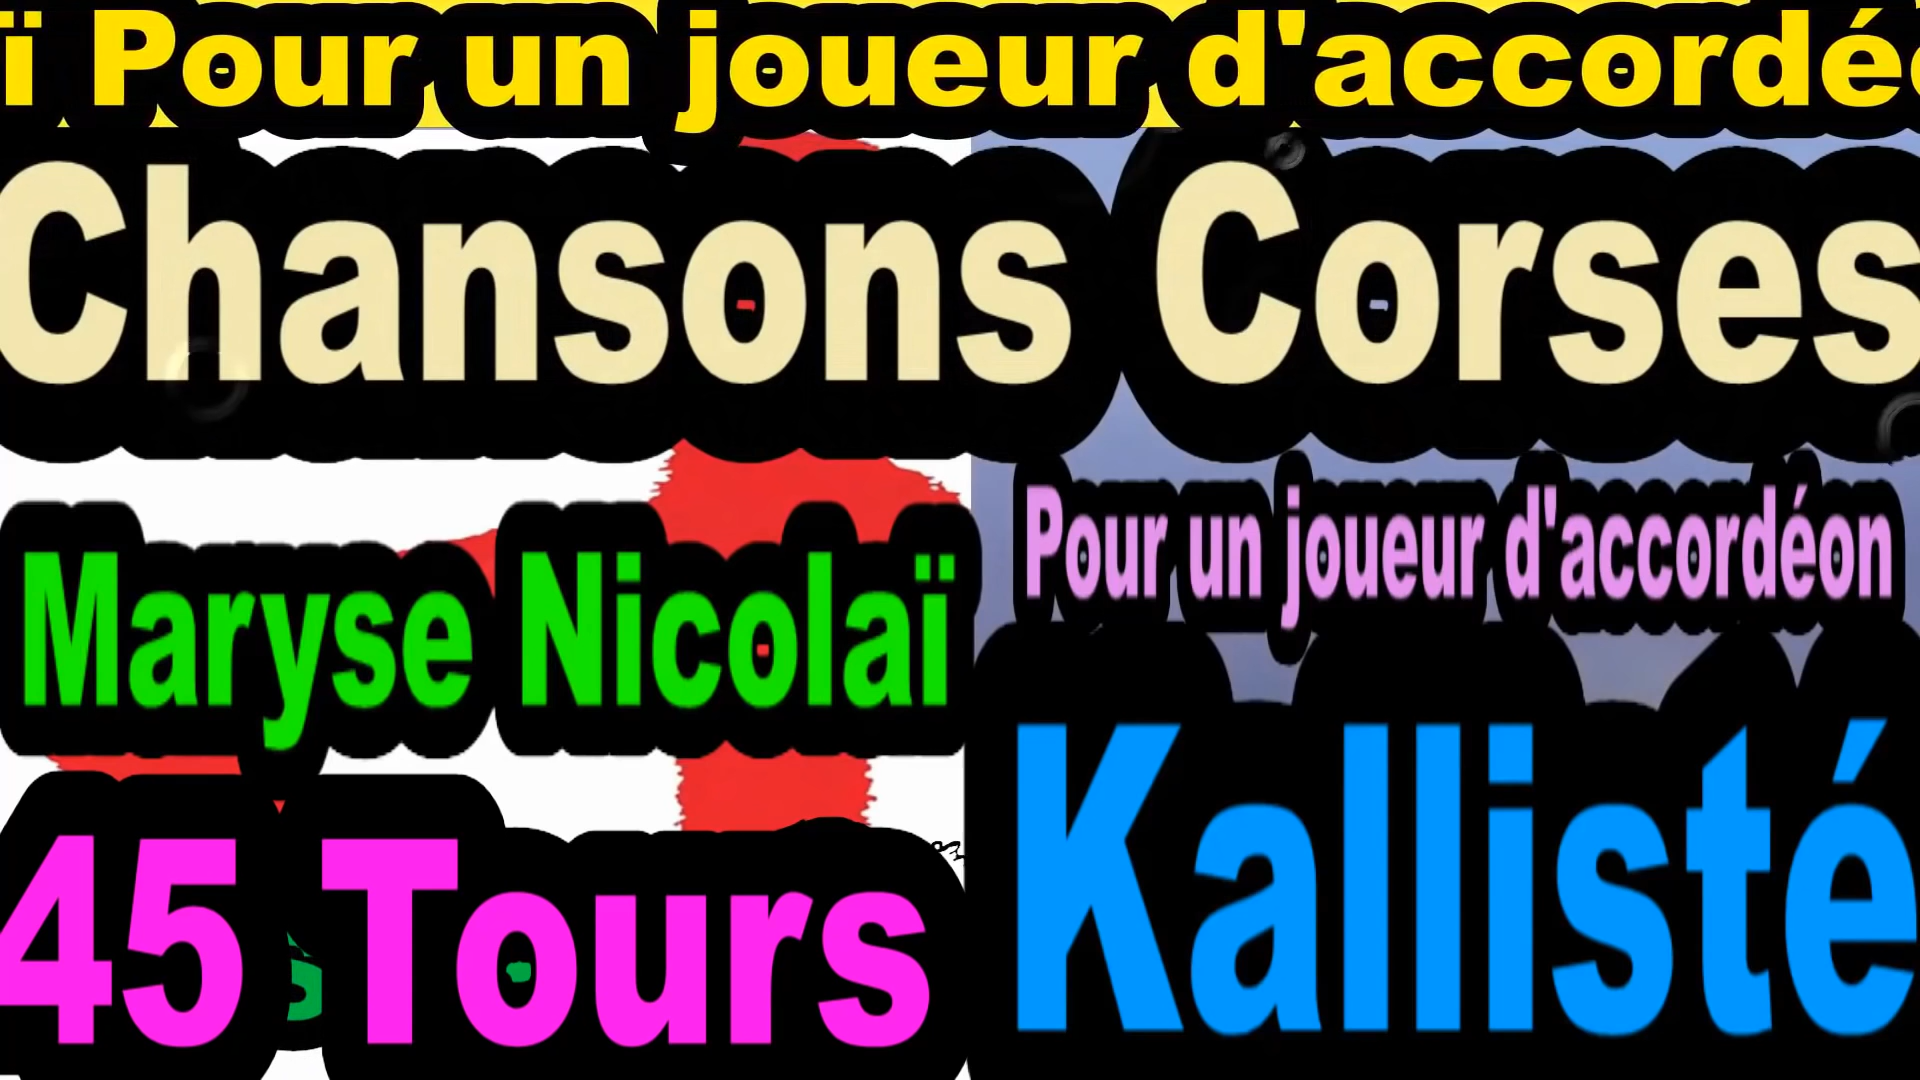 ï Pour un joueur d'accordéo
Chansons Corses
Maryse Nicolaï
Pour un joueur d'accordéon
45 Tours
Kallisté